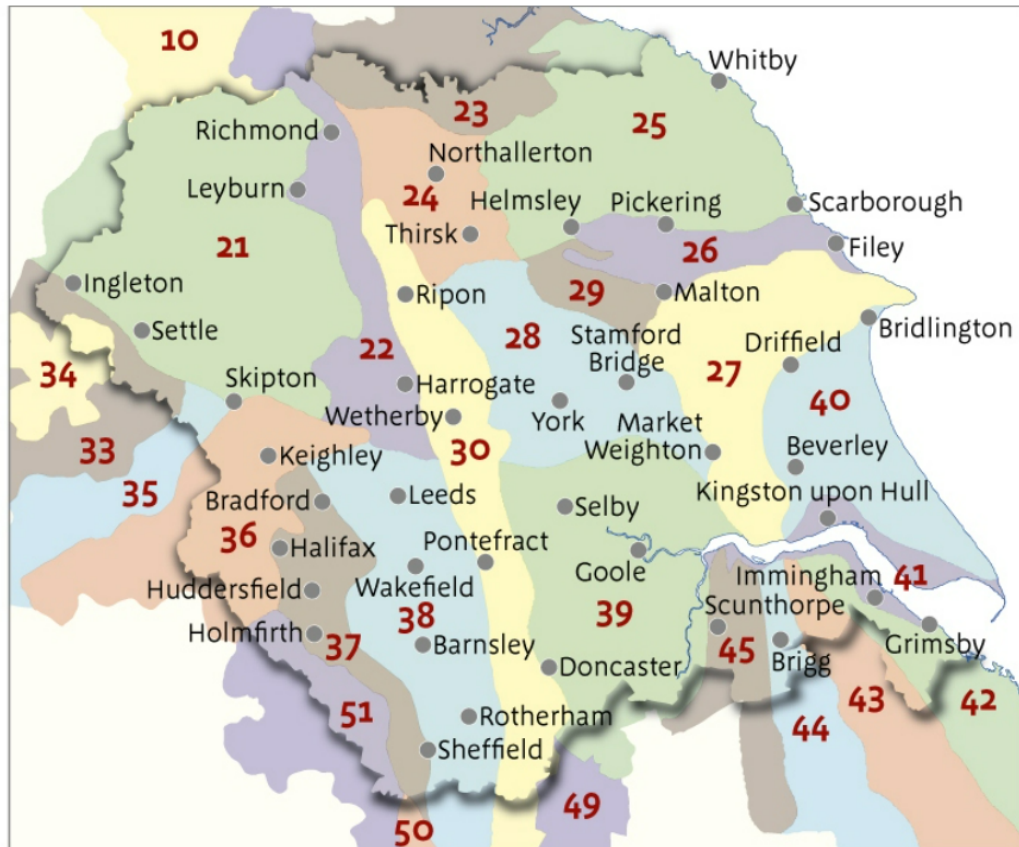 10
Whitby
23
25
Richmond
Northallerton
Leyburn
24
Helmsley
Pickering
Scarborough
Thirsk
21
26
Filey
Ingleton
Ripon
29
Malton
Settle
22
28
Stamford
Bridge
Driffield
Bridlington
34
27
Skipton
Harrogate
Wetherby
York
Market
Weighton
40
33
30
Keighley
Beverley
35
Bradford
Leeds
Selby
Kingston upon Hull
36
Halifax
Pontefract
Goole
Huddersfield
Wakefield
Immingham
41
38
39
Scunthorpe
Holmfirth
37
Barnsley
45
Brigg
Grimsby
Doncaster
51
Rotherham
44
43
42
Sheffield
49
50